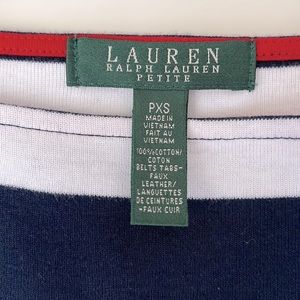 LAUREN
RALPH LAUREN
PETITE
PXS
MADE IN
VIETNAM
FAIT AU
VIETNAM
100%COTTON/
COTON
BELTS TABS-
FAUX
LEATHER/
LANGUETTES
DE CEINTURES
-FAUX CUIR